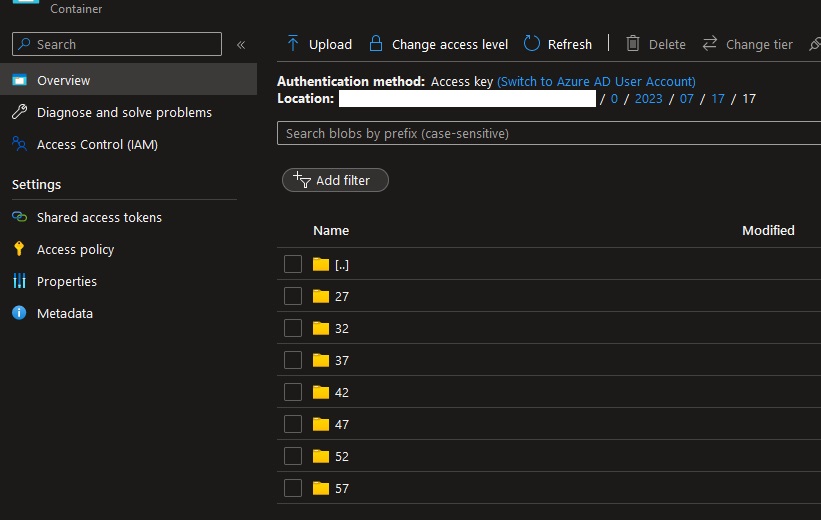 Container
Search «
Upload Change access level Refresh Delete Change tier
Overview
Authentication method: Access key (Switch to Azure AD User Account)
Location: / 0 / 2023 / 07 / 17 / 17
Diagnose and solve problems
Search blobs by prefix (case-sensitive)
Access Control (IAM)
Add filter
Settings
Shared access tokens
Name Modified
Access policy
[..]
Properties
27
Metadata
32
37
42
47
52
57